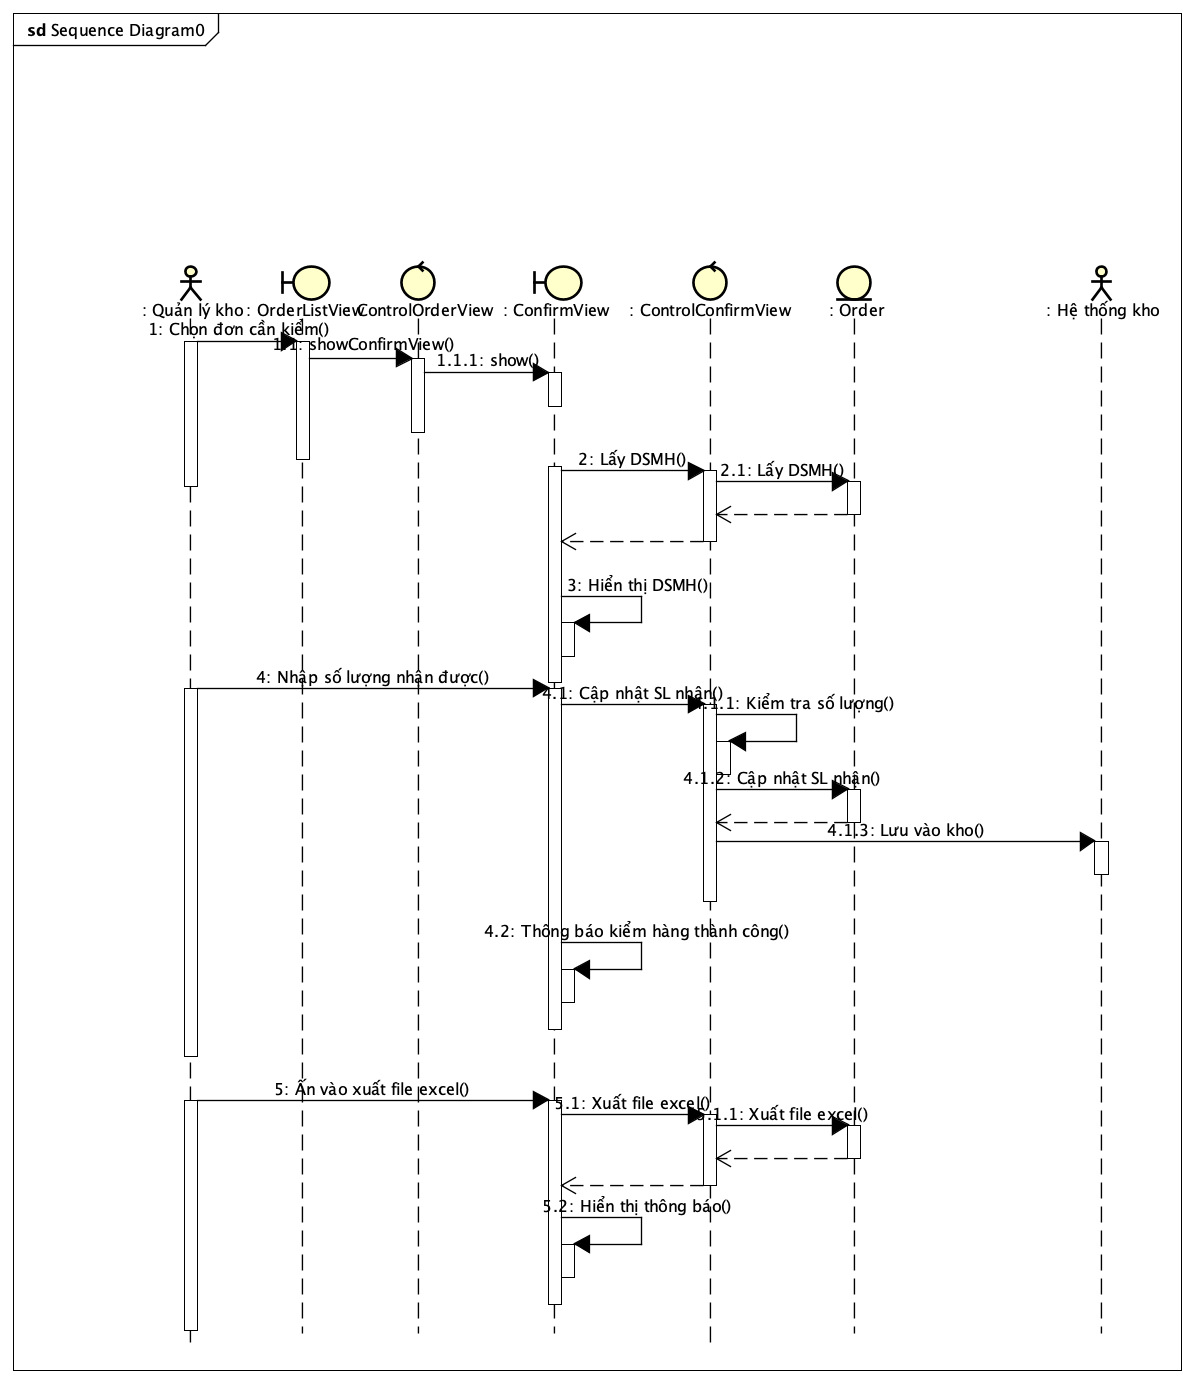 sd Sequence Diagram0
: Quản lý kho
: OrderListView
ControlOrderView
: ConfirmView
: ControlConfirmView
: Order
: Hệ thống kho
1: Chọn đơn cần kiểm()
1.1: showConfirmView()
1.1.1: show()
2: Lấy DSMH()
2.1: Lấy DSMH()
3: Hiển thị DSMH()
4: Nhập số lượng nhận được()
4.1: Cập nhật SL nhận()
4.1.1: Kiểm tra số lượng()
4.1.2: Cập nhật SL nhận()
4.1.3: Lưu vào kho()
4.2: Thông báo kiểm hàng thành công()
5: Ấn vào xuất file excel()
5.1: Xuất file excel()
5.1.1: Xuất file excel()
5.2: Hiển thị thông báo()